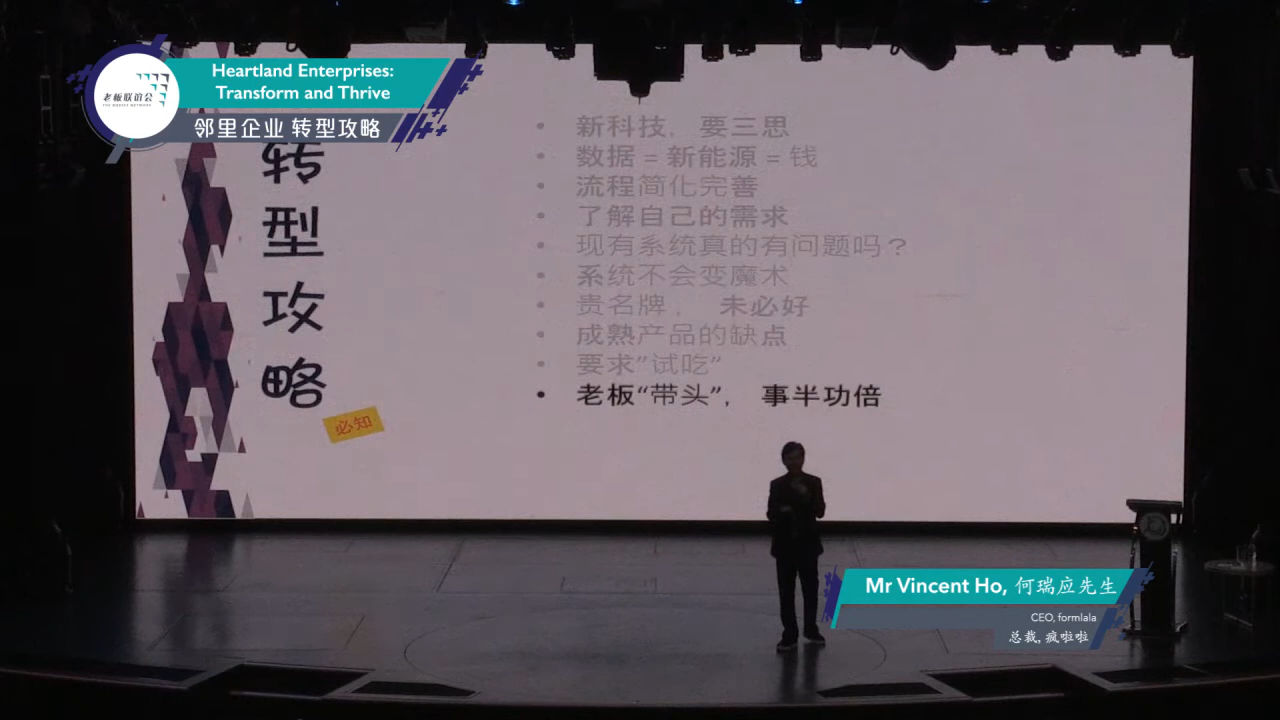 Heartland Enterprises:
Transform and Thrive
老板联谊会
THE BOSSES NETWORK
邻里企业 转型攻略
转型攻略
必知
• 新科技，要三思
• 数据 = 新能源 = 钱
• 流程简化完善
• 了解自己的需求
• 现有系统真的有问题吗？
• 系统不会变魔术
• 贵名牌， 未必好
• 成熟产品的缺点
• 要求“试吃”
• 老板“带头”， 事半功倍
Mr Vincent Ho, 何瑞应先生
CEO, formlala
总裁, 疯啦啦